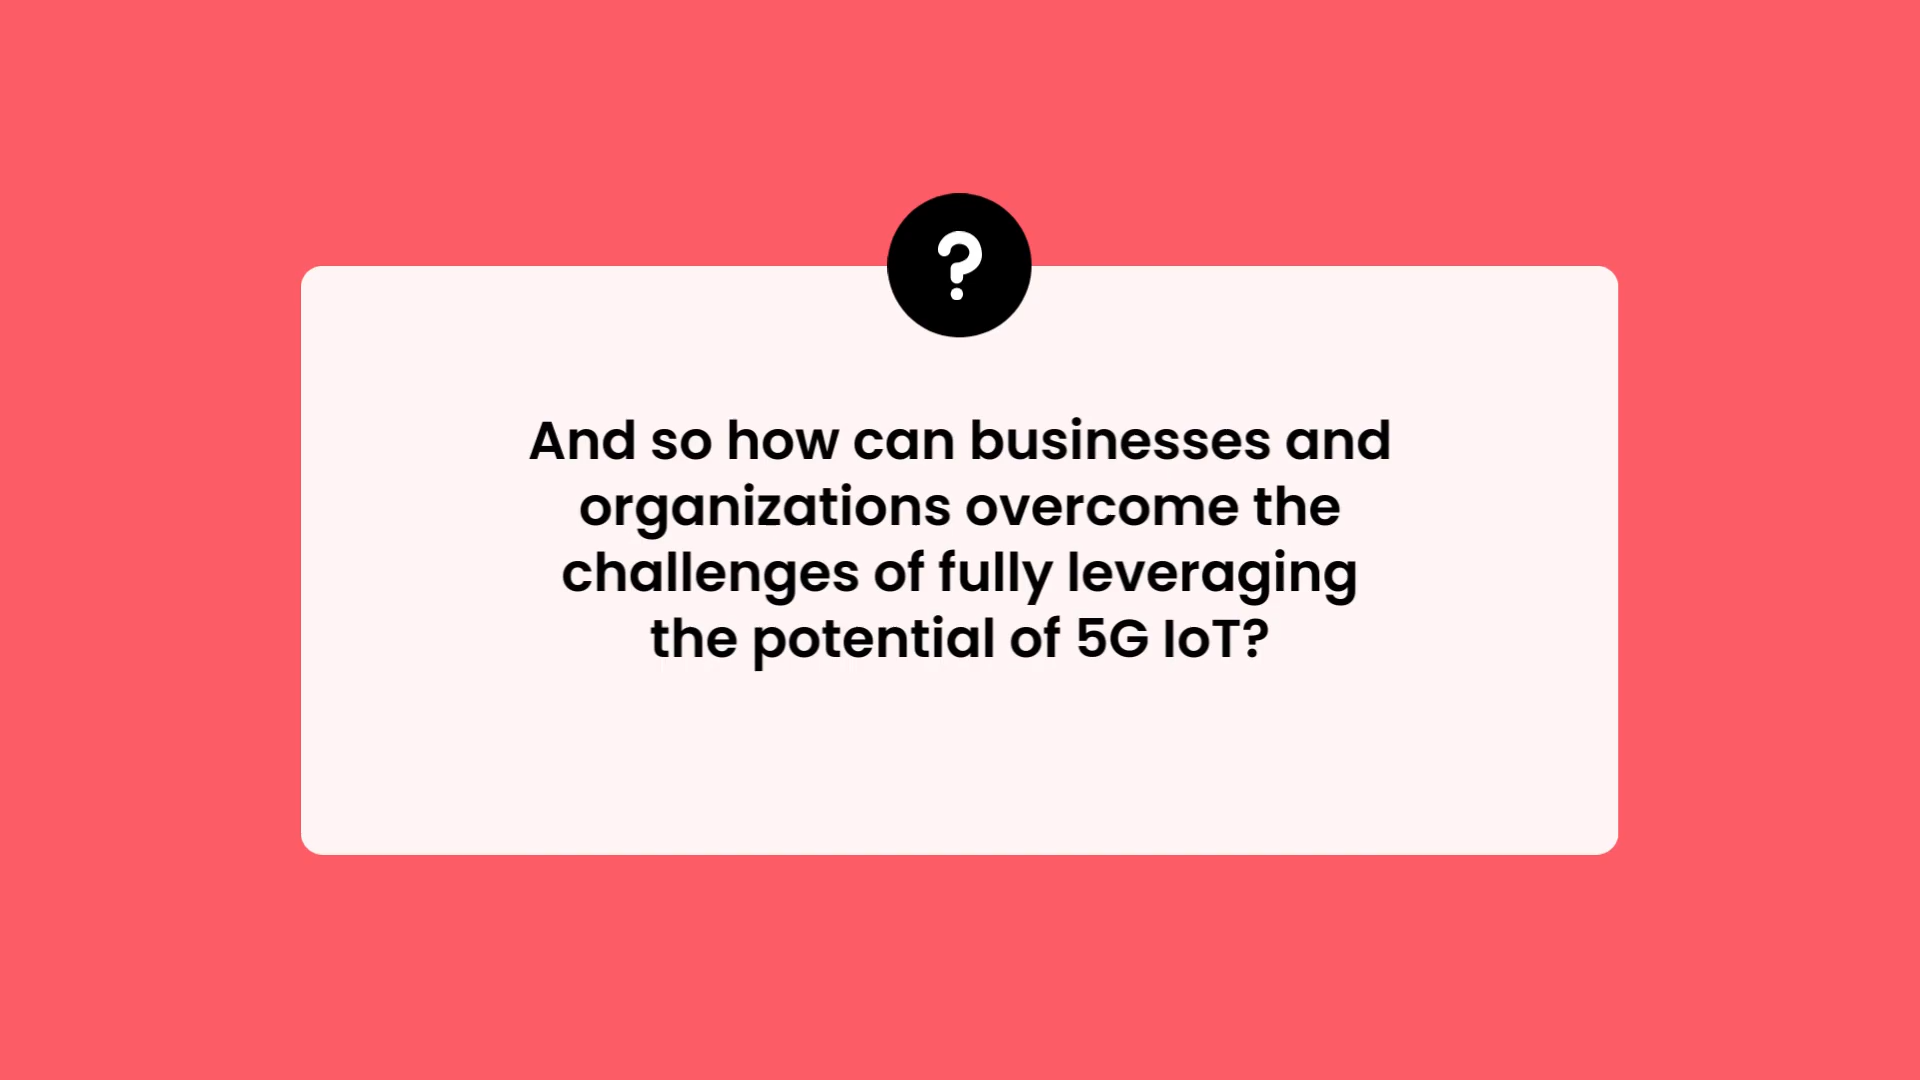 ?
And so how can businesses and
organizations overcome the
challenges of fully leveraging
the potential of 5G IoT?